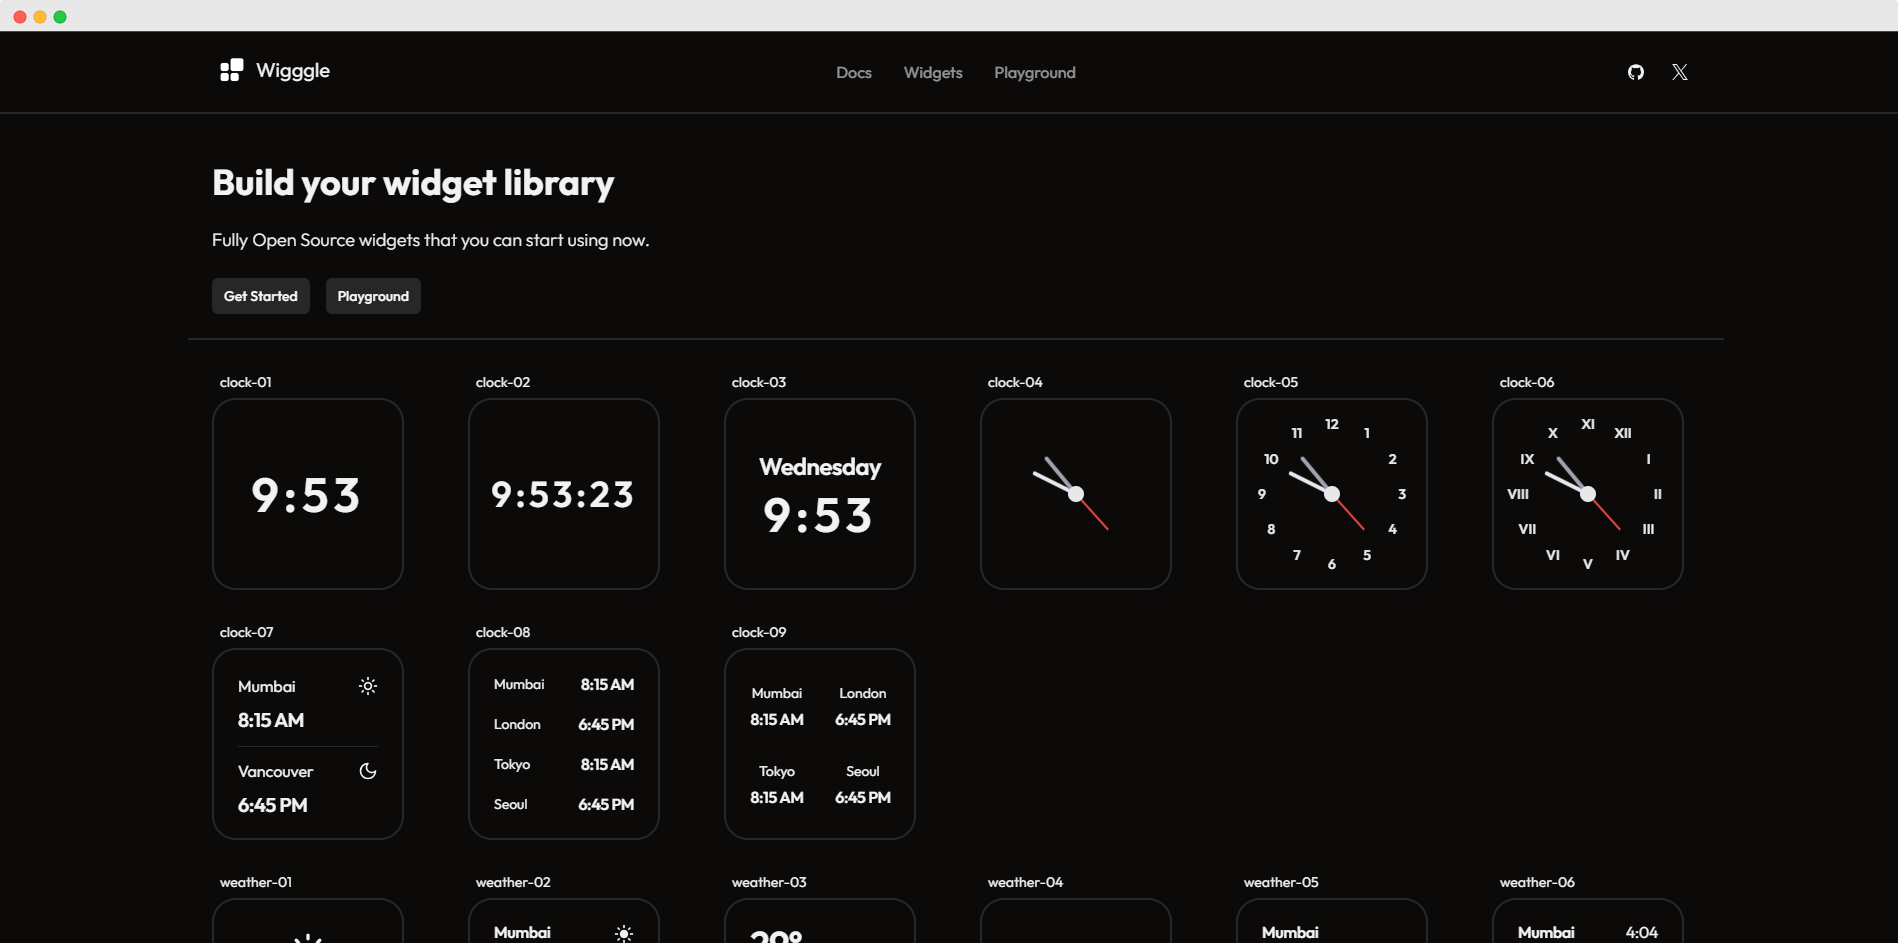 Wigggle
Docs Widgets Playground
Build your widget library
Fully Open Source widgets that you can start using now.
Get Started Playground
clock-01 clock-02 clock-03 clock-04 clock-05 clock-06
9:53
9:53:23
Wednesday
9:53
12
11 1
10 2
9 3
8 4
7 5
6
XI
X XII
IX I
VIII II
VII III
VI IV
V
clock-07 clock-08 clock-09
Mumbai
8:15 AM
Vancouver
6:45 PM
Mumbai 8:15 AM
London 6:45 PM
Tokyo 8:15 AM
Seoul 6:45 PM
Mumbai London
8:15 AM 6:45 PM
Tokyo Seoul
8:15 AM 6:45 PM
weather-01 weather-02 weather-03 weather-04 weather-05 weather-06
Mumbai
Mumbai
Mumbai 4:04